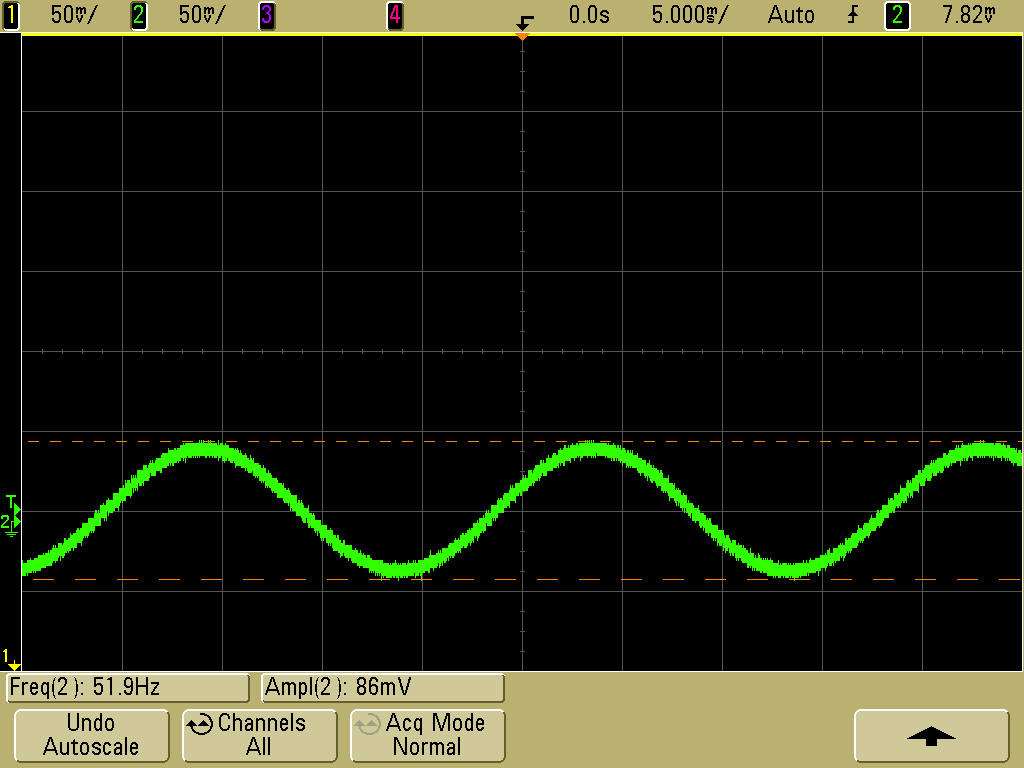 1 50mV/ 2 50mV/ 3 4 0.0s 5.000ms/ Auto 2 7.82mV
T
2
1
Freq(2): 51.9Hz Ampl(2): 86mV
Undo Autoscale
Channels All
Acq Mode Normal